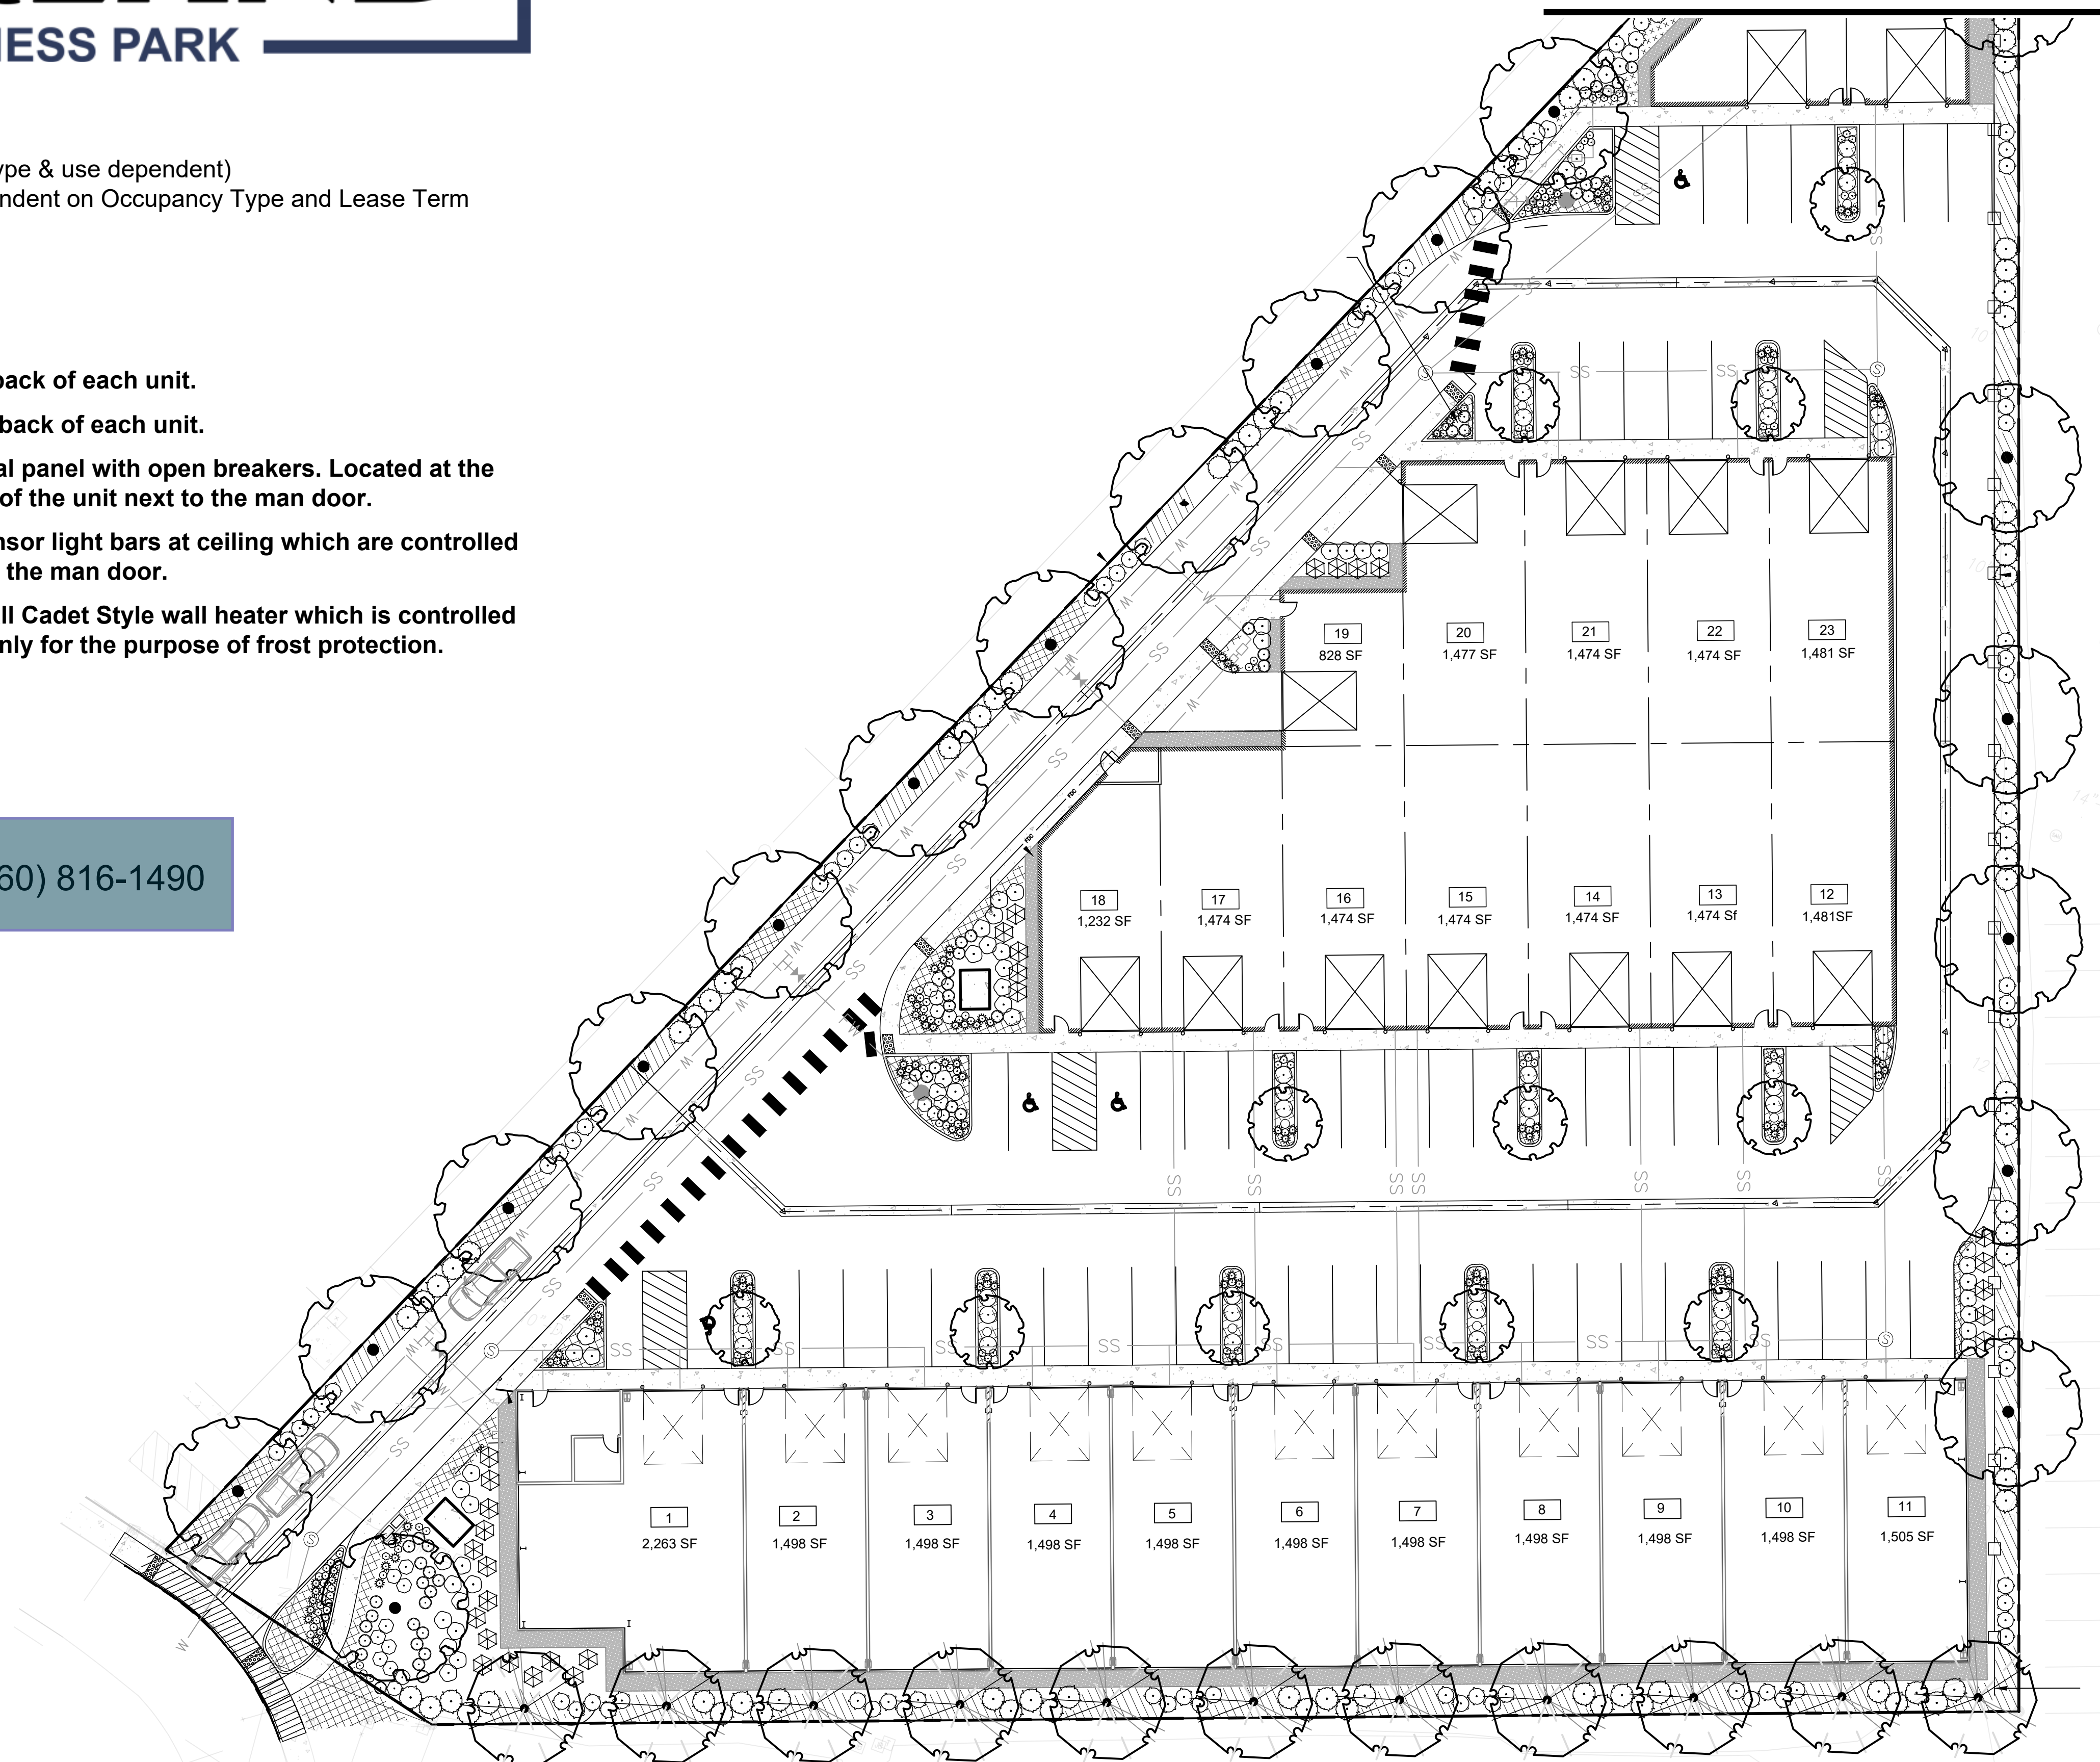 NESS PARK
ype & use dependent)
ndent on Occupancy Type and Lease Term
back of each unit.
back of each unit.
al panel with open breakers. Located at the
of the unit next to the man door.
nsor light bars at ceiling which are controlled
the man door.
ll Cadet Style wall heater which is controlled
nly for the purpose of frost protection.
60) 816-1490
19
828 SF
20
1,477 SF
21
1,474 SF
22
1,474 SF
23
1,481 SF
18
1,232 SF
17
1,474 SF
16
1,474 SF
15
1,474 SF
14
1,474 SF
13
1,474 Sf
12
1,481SF
FDC
FDC
1
2,263 SF
2
1,498 SF
3
1,498 SF
4
1,498 SF
5
1,498 SF
6
1,498 SF
7
1,498 SF
8
1,498 SF
9
1,498 SF
10
1,498 SF
11
1,505 SF